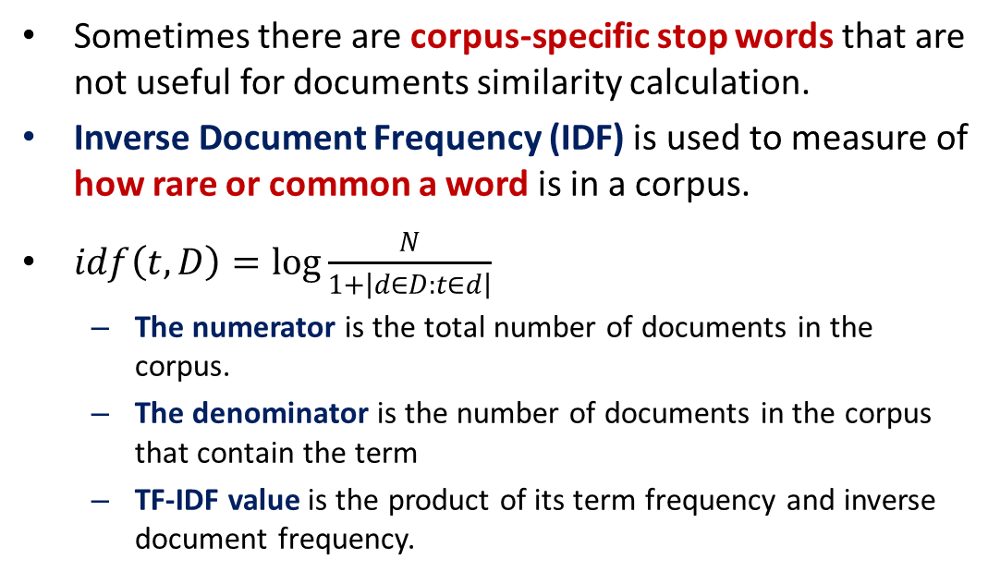 • Sometimes there are corpus-specific stop words that are
not useful for documents similarity calculation.
• Inverse Document Frequency (IDF) is used to measure of
how rare or common a word is in a corpus.
• idf(t, D) = log N / 1+|d∈D:t∈d|
– The numerator is the total number of documents in the
corpus.
– The denominator is the number of documents in the corpus
that contain the term
– TF-IDF value is the product of its term frequency and inverse
document frequency.